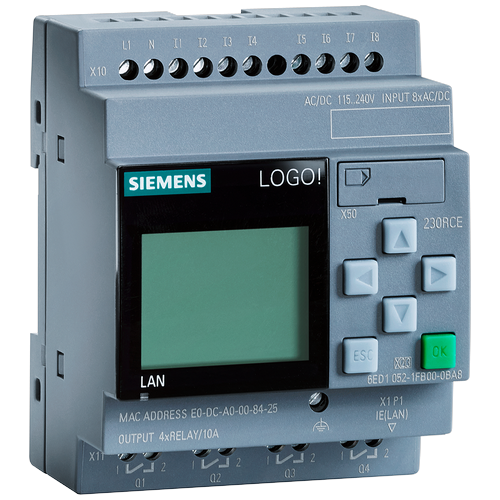 L1 N I1 I2 I3 I4 I5 I6 I7 I8
X10
AC/DC 115..240V INPUT 8xAC/DC
SIEMENS LOGO!
X50
230RCE
ESC OK
6ED1 052-1FB00-0BA8
LAN
MAC ADDRESS E0-DC-A0-00-84-25
X1 P1
IE(LAN)
OUTPUT 4xRELAY/10A
X11 1 2 1 2 1 2 1 2
Q1 Q2 Q3 Q4